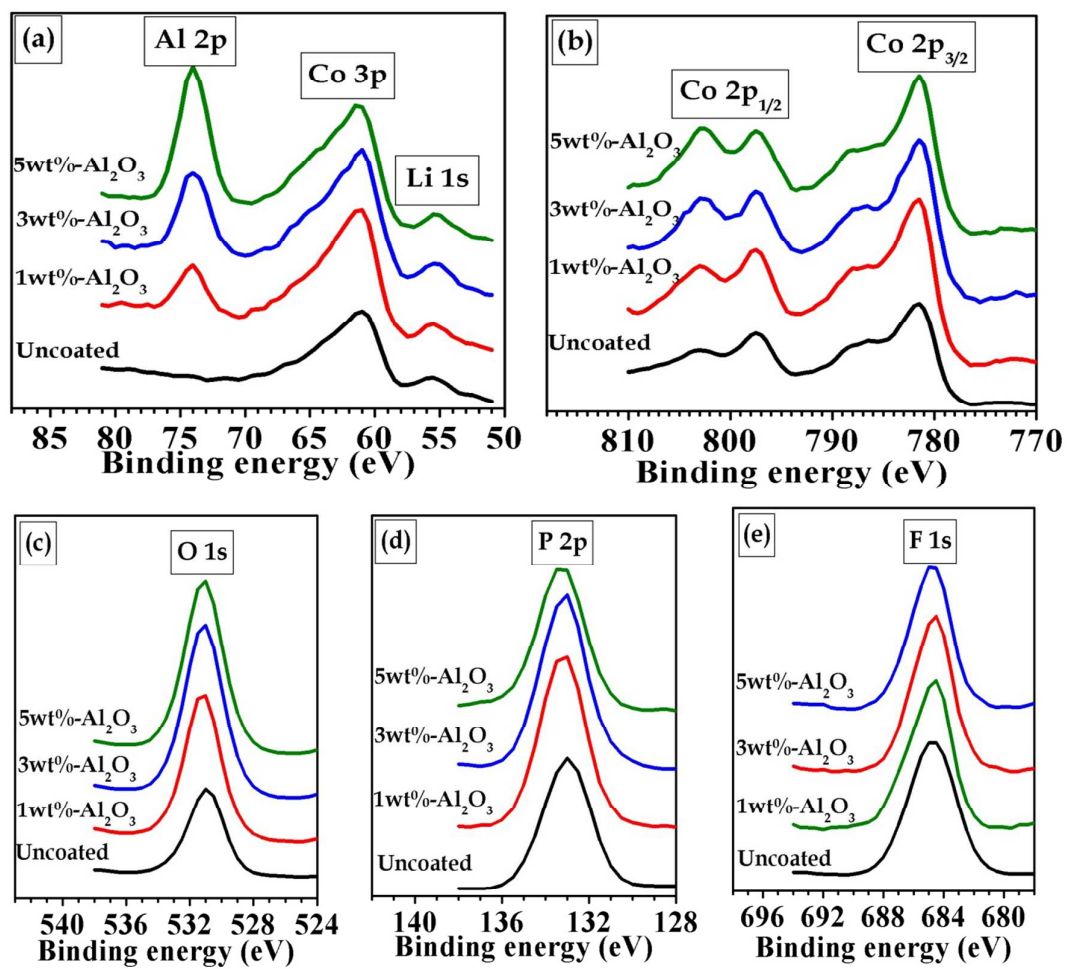 (a)
Al 2p
Co 3p
Li 1s
5wt%-Al₂O₃
3wt%-Al₂O₃
1wt%-Al₂O₃
Uncoated
85 80 75 70 65 60 55 50
Binding energy (eV)
(b)
Co 2p₃/₂
Co 2p₁/₂
5wt%-Al₂O₃
3wt%-Al₂O₃
1wt%-Al₂O₃
Uncoated
810 800 790 780 770
Binding energy (eV)
(c)
O 1s
5wt%-Al₂O₃
3wt%-Al₂O₃
1wt%-Al₂O₃
Uncoated
540 536 532 528 524
Binding energy (eV)
(d)
P 2p
5wt%-Al₂O₃
3wt%-Al₂O₃
1wt%-Al₂O₃
Uncoated
140 136 132 128
Binding energy (eV)
(e)
F 1s
5wt%-Al₂O₃
3wt%-Al₂O₃
1wt%-Al₂O₃
Uncoated
696 692 688 684 680
Binding energy (eV)